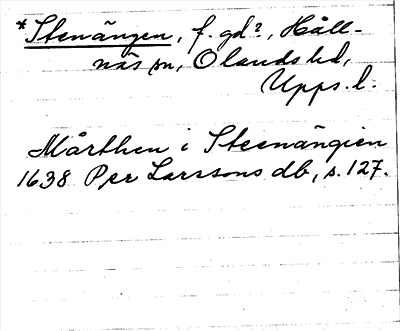 *Stenängen, f. gd?, Håll-
näs sn, Olands hd,
Upps. l.
Mårthen i Steenängien
1638 Per Larssons db, s. 127.